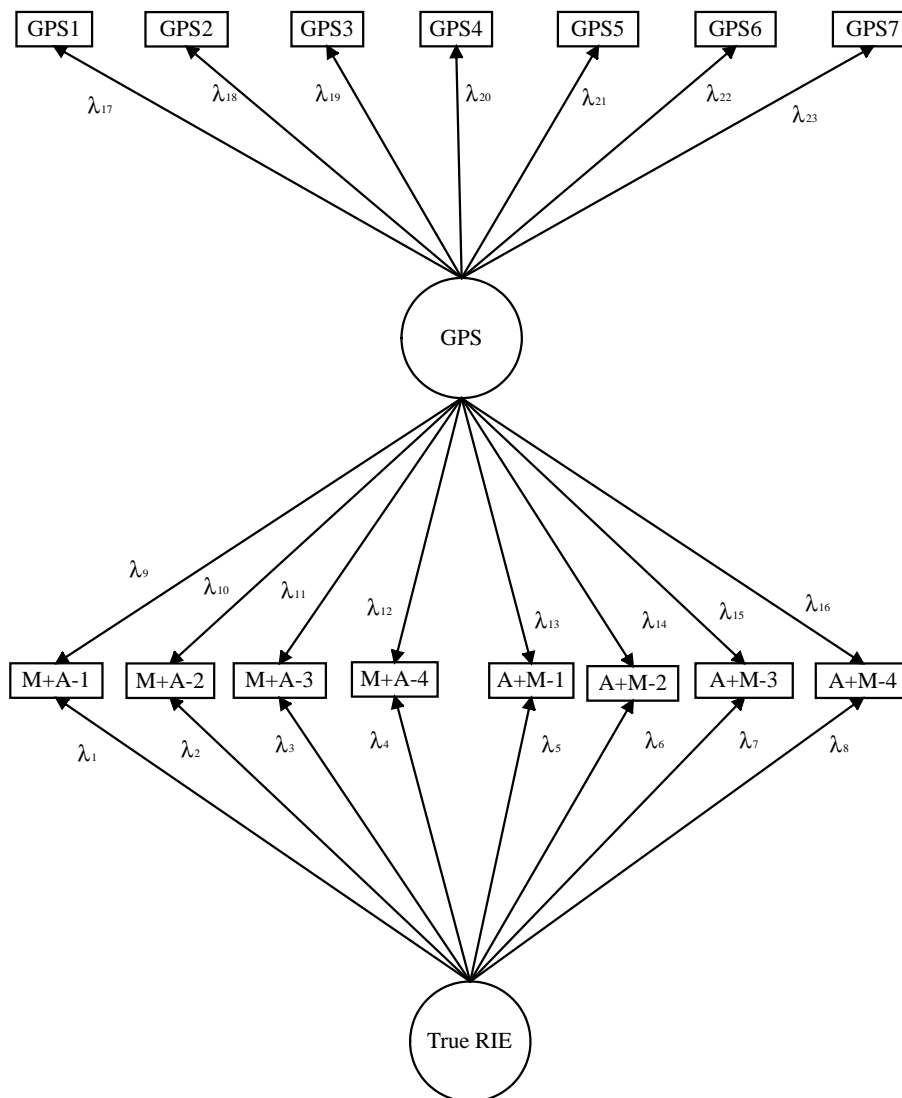 GPS1 GPS2 GPS3 GPS4 GPS5 GPS6 GPS7
λ17 λ18 λ19 λ20 λ21 λ22 λ23
GPS
λ9 λ10 λ11 λ12 λ13 λ14 λ15 λ16
M+A-1 M+A-2 M+A-3 M+A-4 A+M-1 A+M-2 A+M-3 A+M-4
λ1 λ2 λ3 λ4 λ5 λ6 λ7 λ8
True RIE